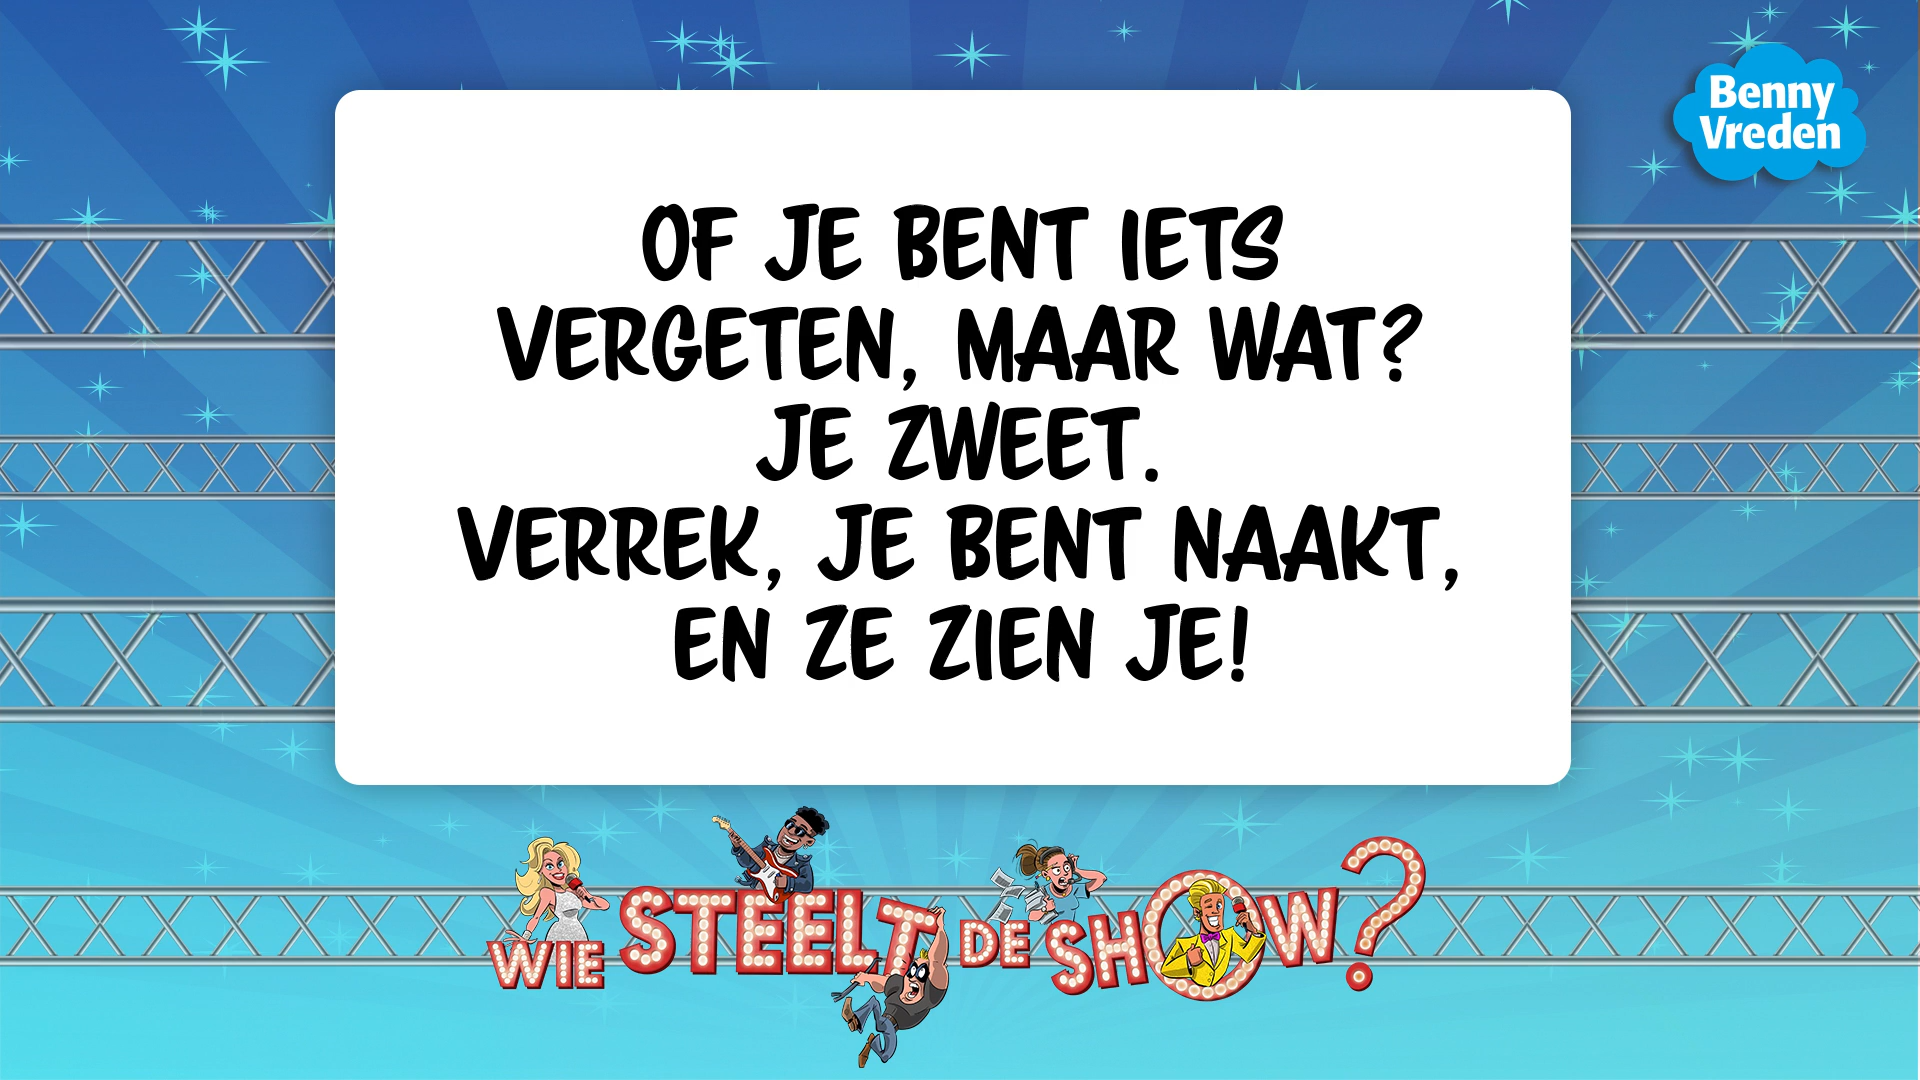 Benny
Vreden
OF JE BENT IETS
VERGETEN, MAAR WAT?
JE ZWEET.
VERREK, JE BENT NAAKT,
EN ZE ZIEN JE!
WIE STEELT DE SHOW?